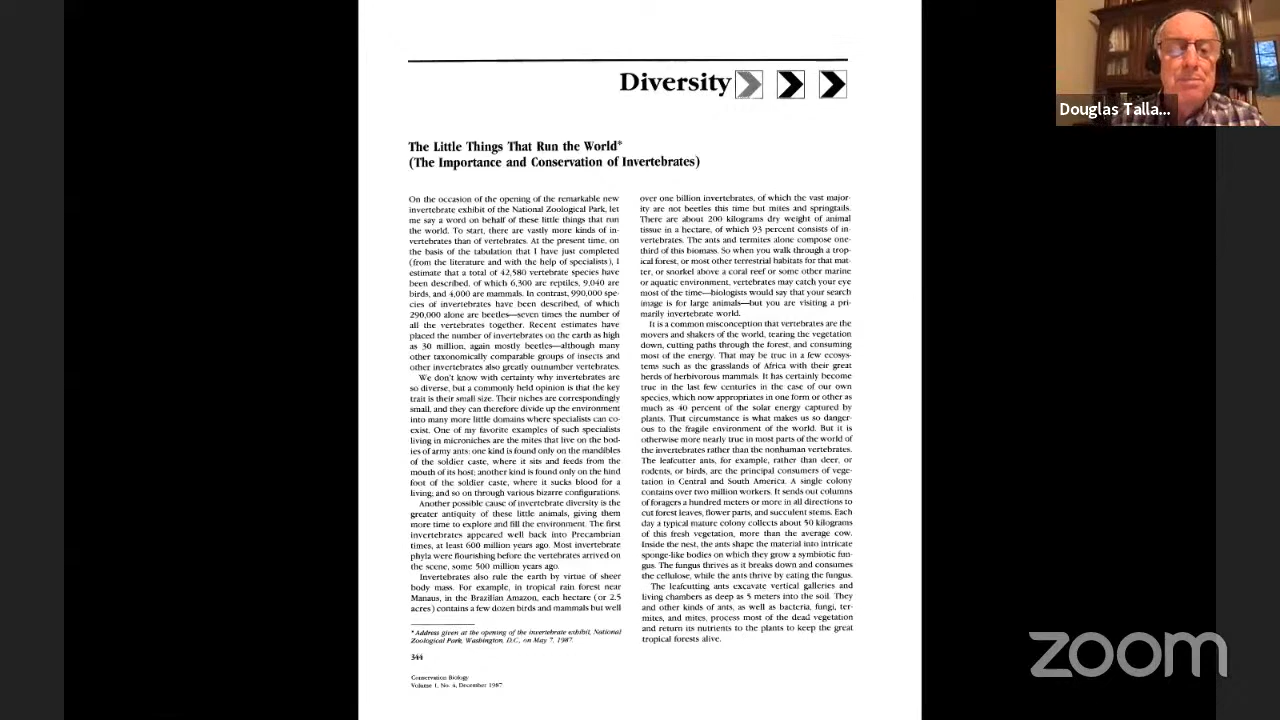 Diversity
The Little Things That Run the World*
(The Importance and Conservation of Invertebrates)
On the occasion of the opening of the remarkable new
invertebrate exhibit of the National Zoological Park, let
me say a word on behalf of these little things that run
the world. To start, there are vastly more kinds of in-
vertebrates than of vertebrates. At the present time, on
the basis of the tabulation that I have just completed
(from the literature and with the help of specialists), I
estimate that a total of 42,580 vertebrate species have
been described, of which 6,300 are reptiles, 9,040 are
birds, and 4,000 are mammals. In contrast, 990,000 spe-
cies of invertebrates have been described, of which
290,000 alone are beetles—seven times the number of
all the vertebrates together. Recent estimates have
placed the number of invertebrates on the earth as high
as 30 million, again mostly beetles—although many
other taxonomically comparable groups of insects and
other invertebrates also greatly outnumber vertebrates.
We don't know with certainty why invertebrates are
so diverse, but a commonly held opinion is that the key
trait is their small size. Their niches are correspondingly
small, and they can therefore divide up the environment
into many more little domains where specialists can co-
exist. One of my favorite examples of such specialists
living in microniches are the mites that live on the bod-
ies of army ants: one kind is found only on the mandibles
of the soldier caste, where it sits and feeds from the
mouth of its host; another kind is found only on the hind
foot of the soldier caste, where it sucks blood for a
living; and so on through various bizarre configurations.
Another possible cause of invertebrate diversity is the
greater antiquity of these little animals, giving them
more time to explore and fill the environment. The first
invertebrates appeared well back into Precambrian
times, at least 600 million years ago. Most invertebrate
phyla were flourishing before the vertebrates arrived on
the scene, some 500 million years ago.
Invertebrates also rule the earth by virtue of sheer
body mass. For example, in tropical rain forest near
Manaus, in the Brazilian Amazon, each hectare (or 2.5
acres) contains a few dozen birds and mammals but well
* Address given at the opening of the invertebrate exhibit, National
Zoological Park, Washington, D.C., on May 7, 1987.
344
Conservation Biology
Volume 1, No. 4, December 1987
over one billion invertebrates, of which the vast major-
ity are not beetles this time but mites and springtails.
There are about 200 kilograms dry weight of animal
tissue in a hectare, of which 93 percent consists of in-
vertebrates. The ants and termites alone compose one-
third of this biomass. So when you walk through a trop-
ical forest, or most other terrestrial habitats for that mat-
ter, or snorkel above a coral reef or some other marine
or aquatic environment, vertebrates may catch your eye
most of the time—biologists would say that your search
image is for large animals—but you are visiting a pri-
marily invertebrate world.
It is a common misconception that vertebrates are the
movers and shakers of the world, tearing the vegetation
down, cutting paths through the forest, and consuming
most of the energy. That may be true in a few ecosys-
tems such as the grasslands of Africa with their great
herds of herbivorous mammals. It has certainly become
true in the last few centuries in the case of our own
species, which now appropriates in one form or other as
much as 40 percent of the solar energy captured by
plants. That circumstance is what makes us so danger-
ous to the fragile environment of the world. But it is
otherwise more nearly true in most parts of the world of
the invertebrates rather than the nonhuman vertebrates.
The leafcutter ants, for example, rather than deer, or
rodents, or birds, are the principal consumers of vege-
tation in Central and South America. A single colony
contains over two million workers. It sends out columns
of foragers a hundred meters or more in all directions to
cut forest leaves, flower parts, and succulent stems. Each
day a typical mature colony collects about 50 kilograms
of this fresh vegetation, more than the average cow.
Inside the nest, the ants shape the material into intricate
sponge-like bodies on which they grow a symbiotic fun-
gus. The fungus thrives as it breaks down and consumes
the cellulose, while the ants thrive by eating the fungus.
The leafcutting ants excavate vertical galleries and
living chambers as deep as 5 meters into the soil. They
and other kinds of ants, as well as bacteria, fungi, ter-
mites, and mites, process most of the dead vegetation
and return its nutrients to the plants to keep the great
tropical forests alive.
Douglas Talla...
zoom